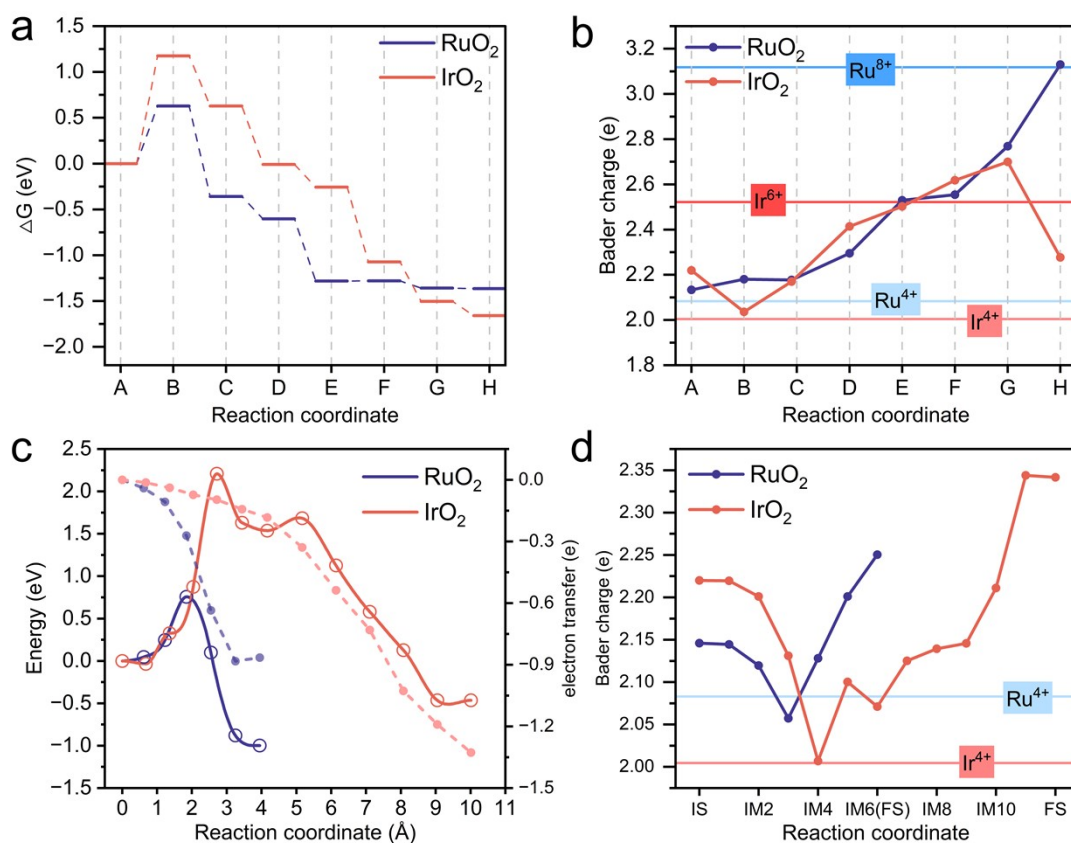 a
RuO₂
IrO₂
1.5
1.0
0.5
0.0
−0.5
−1.0
−1.5
−2.0
△G (eV)
A B C D E F G H
Reaction coordinate
b
RuO₂
IrO₂
Ru⁸⁺
Ir⁶⁺
Ru⁴⁺
Ir⁴⁺
3.2
3.0
2.8
2.6
2.4
2.2
2.0
1.8
Bader charge (e)
A B C D E F G H
Reaction coordinate
c
RuO₂
IrO₂
2.5
2.0
1.5
1.0
0.5
0.0
−0.5
−1.0
−1.5
Energy (eV)
0.0
−0.3
−0.6
−0.9
−1.2
−1.5
electron transfer (e)
0 1 2 3 4 5 6 7 8 9 10 11
Reaction coordinate (Å)
d
RuO₂
IrO₂
Ru⁴⁺
Ir⁴⁺
2.35
2.30
2.25
2.20
2.15
2.10
2.05
2.00
Bader charge (e)
IS IM2 IM4 IM6(FS) IM8 IM10 FS
Reaction coordinate